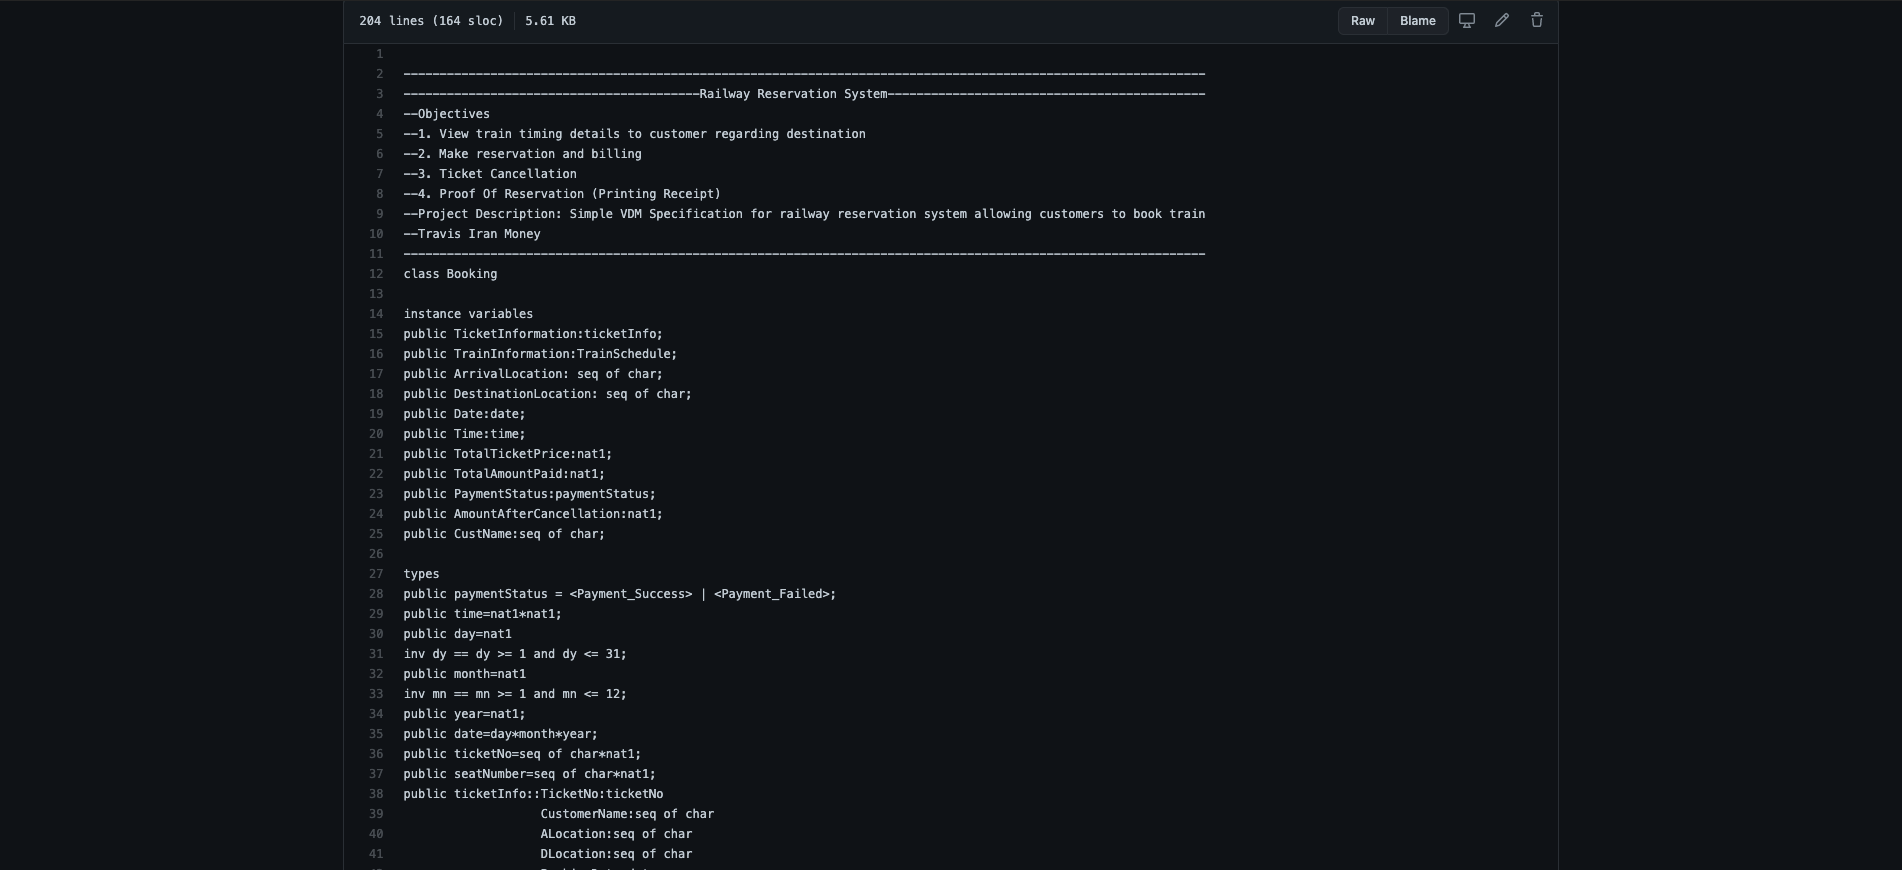 204 lines (164 sloc) 5.61 KB Raw Blame
1
2 ---------------------------------------------------------------------------------------------------------------
3 -----------------------------------------Railway Reservation System--------------------------------------------
4 --Objectives
5 --1. View train timing details to customer regarding destination
6 --2. Make reservation and billing
7 --3. Ticket Cancellation
8 --4. Proof Of Reservation (Printing Receipt)
9 --Project Description: Simple VDM Specification for railway reservation system allowing customers to book train
10 --Travis Iran Money
11 ---------------------------------------------------------------------------------------------------------------
12 class Booking
13
14 instance variables
15 public TicketInformation:ticketInfo;
16 public TrainInformation:TrainSchedule;
17 public ArrivalLocation: seq of char;
18 public DestinationLocation: seq of char;
19 public Date:date;
20 public Time:time;
21 public TotalTicketPrice:nat1;
22 public TotalAmountPaid:nat1;
23 public PaymentStatus:paymentStatus;
24 public AmountAfterCancellation:nat1;
25 public CustName:seq of char;
26
27 types
28 public paymentStatus = <Payment_Success> | <Payment_Failed>;
29 public time=nat1*nat1;
30 public day=nat1
31 inv dy == dy >= 1 and dy <= 31;
32 public month=nat1
33 inv mn == mn >= 1 and mn <= 12;
34 public year=nat1;
35 public date=day*month*year;
36 public ticketNo=seq of char*nat1;
37 public seatNumber=seq of char*nat1;
38 public ticketInfo::TicketNo:ticketNo
39 CustomerName:seq of char
40 ALocation:seq of char
41 DLocation:seq of char